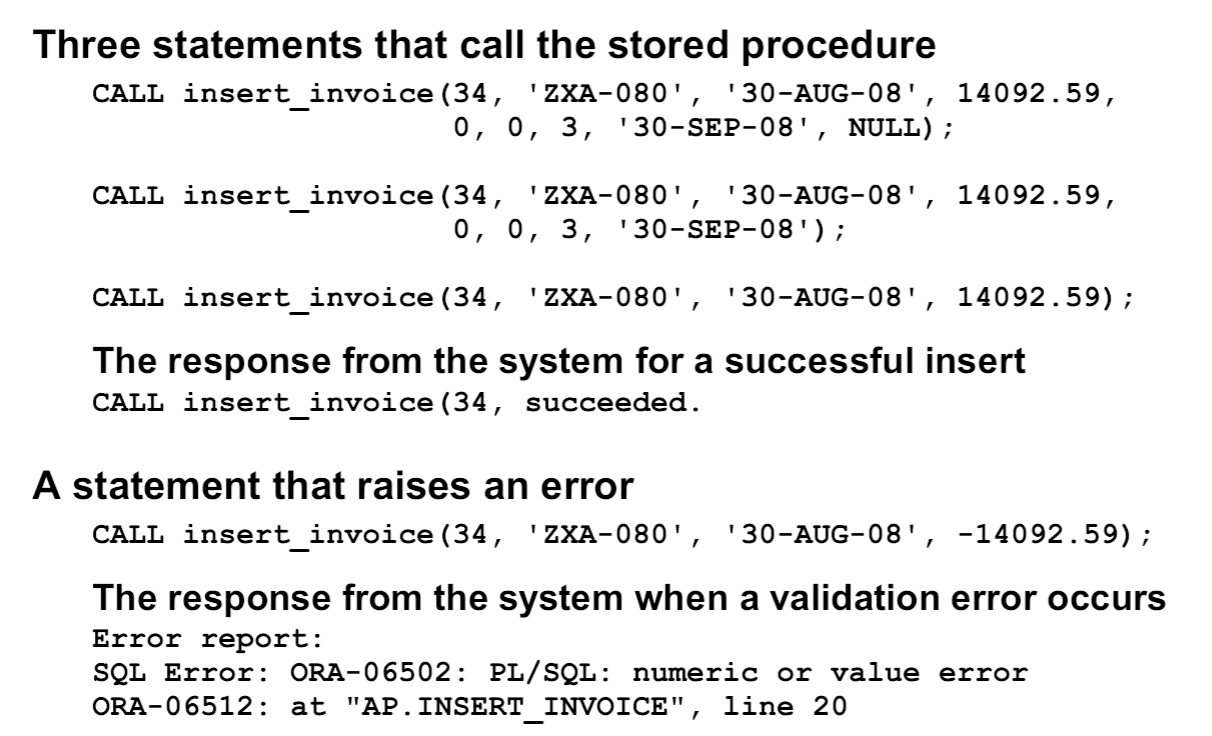 Three statements that call the stored procedure
CALL insert_invoice(34, 'ZXA-080', '30-AUG-08', 14092.59,
0, 0, 3, '30-SEP-08', NULL);
CALL insert_invoice(34, 'ZXA-080', '30-AUG-08', 14092.59,
0, 0, 3, '30-SEP-08');
CALL insert_invoice(34, 'ZXA-080', '30-AUG-08', 14092.59);
The response from the system for a successful insert
CALL insert_invoice(34, succeeded.
A statement that raises an error
CALL insert_invoice(34, 'ZXA-080', '30-AUG-08', -14092.59);
The response from the system when a validation error occurs
Error report:
SQL Error: ORA-06502: PL/SQL: numeric or value error
ORA-06512: at "AP.INSERT_INVOICE", line 20